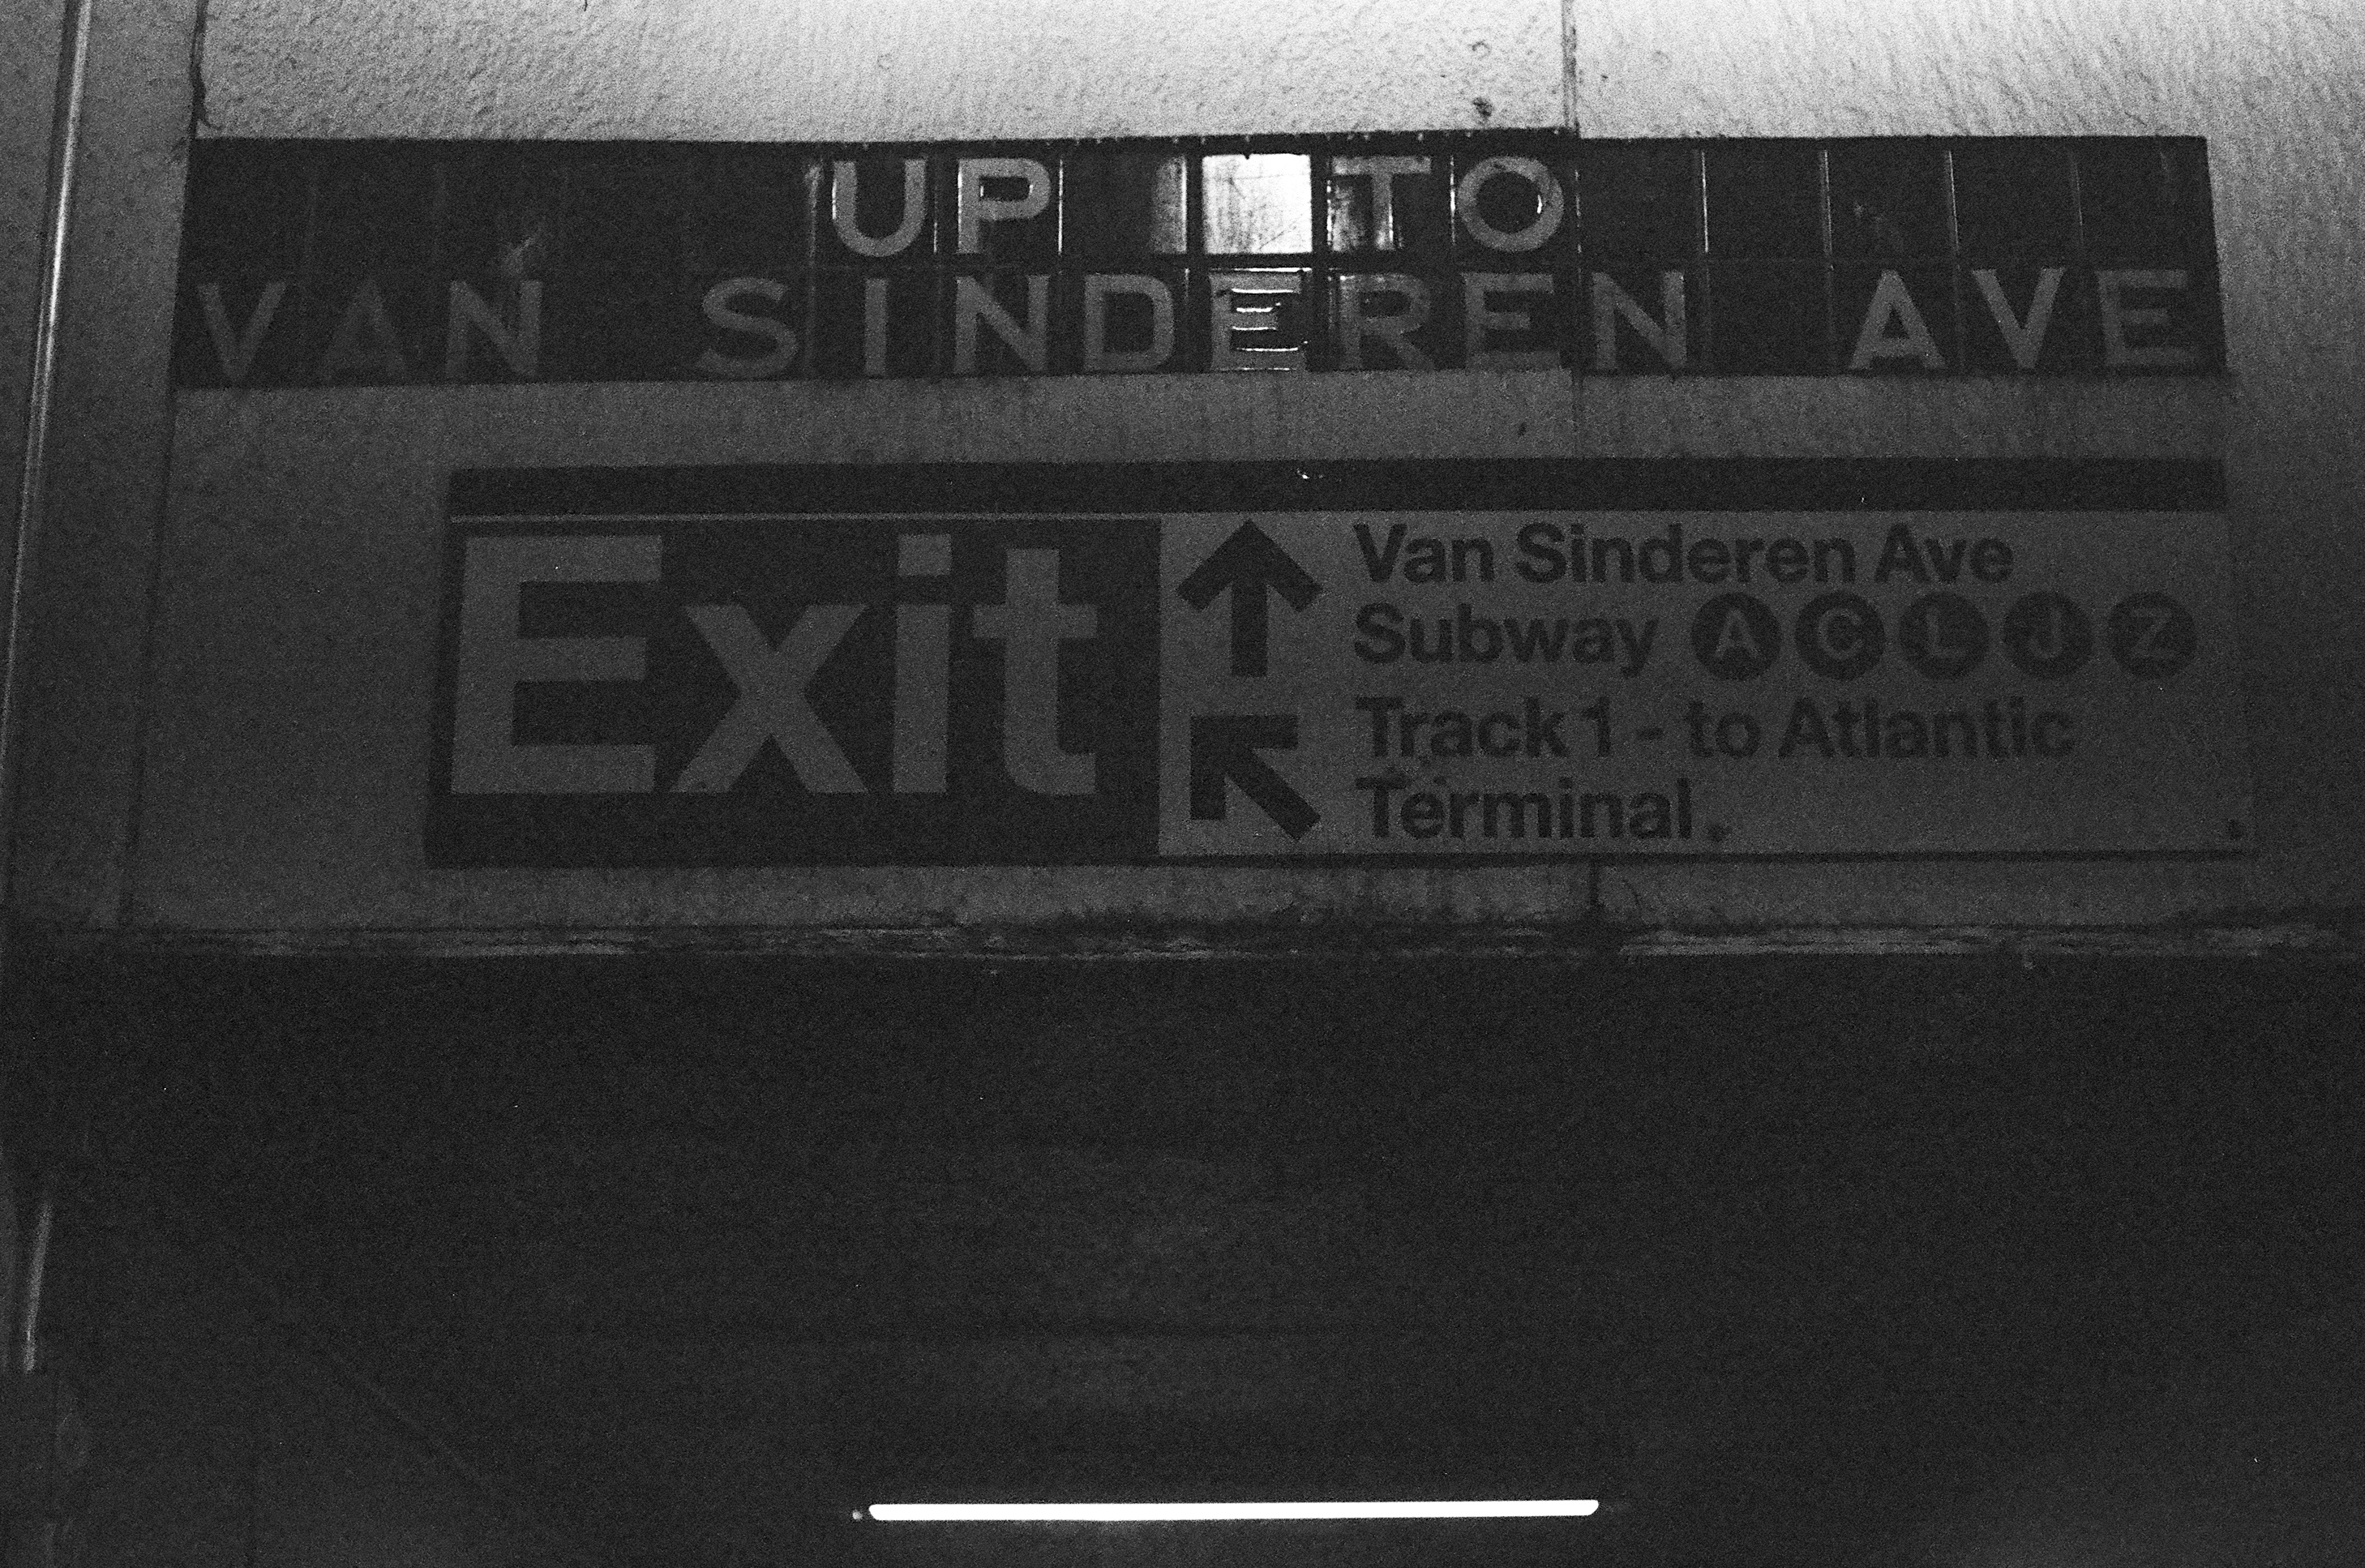 UP TO
VAN SINDEREN AVE
Exit
Van Sinderen Ave
Subway A C L J Z
Track 1 - to Atlantic
Terminal